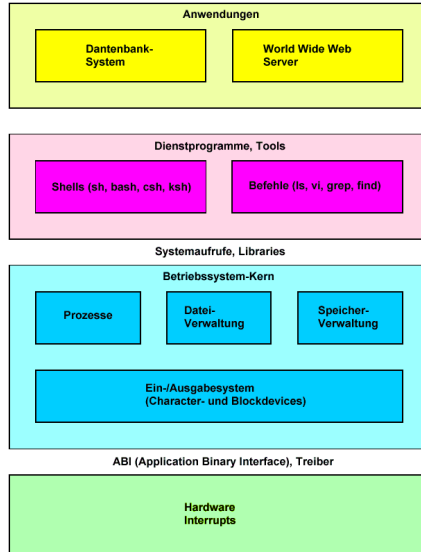 Anwendungen
Dantenbank-
System
World Wide Web
Server
Dienstprogramme, Tools
Shells (sh, bash, csh, ksh)
Befehle (ls, vi, grep, find)
Systemaufrufe, Libraries
Betriebssystem-Kern
Prozesse
Datei-
Verwaltung
Speicher-
Verwaltung
Ein-/Ausgabesystem
(Character- und Blockdevices)
ABI (Application Binary Interface), Treiber
Hardware
Interrupts